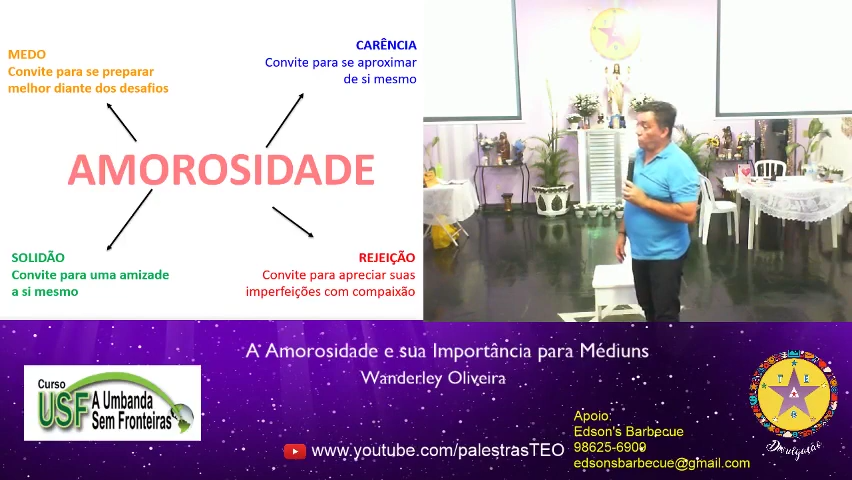 MEDO
Convite para se preparar
melhor diante dos desafios
CARÊNCIA
Convite para se aproximar
de si mesmo
AMOROSIDADE
SOLIDÃO
Convite para uma amizade
a si mesmo
REJEIÇÃO
Convite para apreciar suas
imperfeições com compaixão
A Amorosidade e sua Importância para Médiuns
Wanderley Oliveira
Curso
USF A Umbanda
Sem Fronteiras
www.youtube.com/palestrasTEO
Apoio:
Edson's Barbecue
98625-6909
edsonsbarbecue@gmail.com
Divulgação